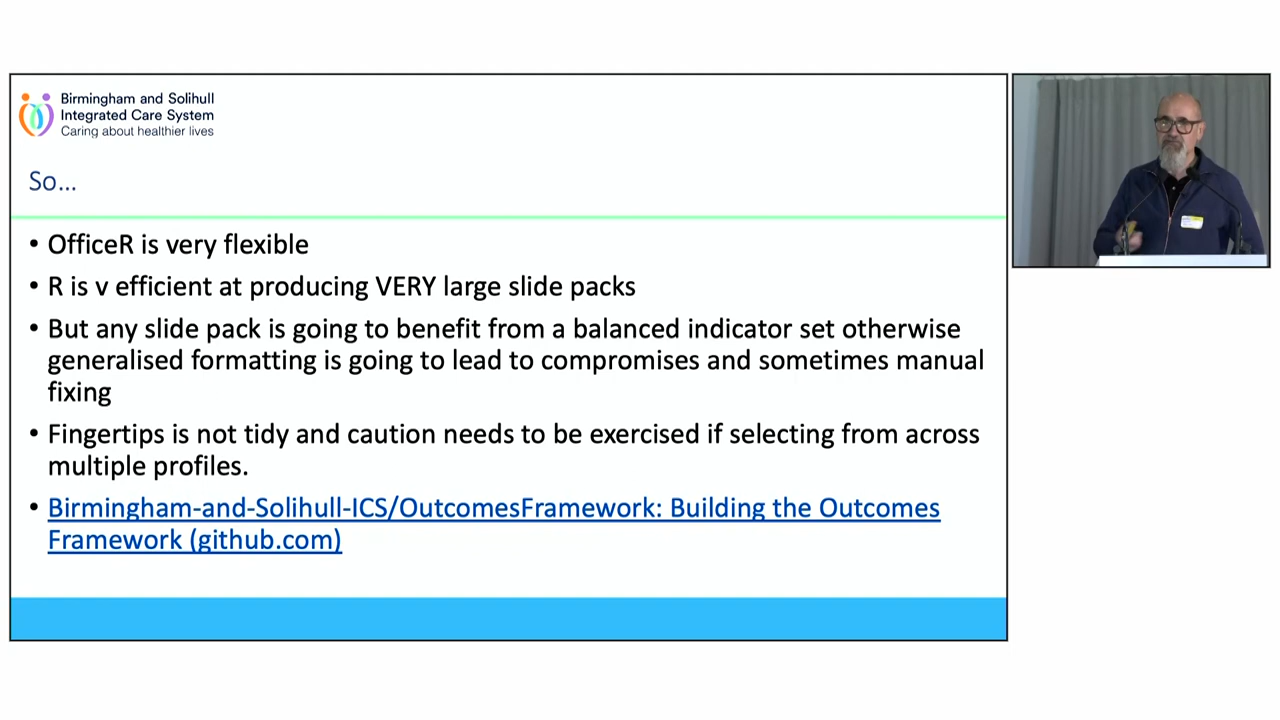 Birmingham and Solihull
Integrated Care System
Caring about healthier lives
So...
• OfficeR is very flexible
• R is v efficient at producing VERY large slide packs
• But any slide pack is going to benefit from a balanced indicator set otherwise
generalised formatting is going to lead to compromises and sometimes manual
fixing
• Fingertips is not tidy and caution needs to be exercised if selecting from across
multiple profiles.
• Birmingham-and-Solihull-ICS/OutcomesFramework: Building the Outcomes
Framework (github.com)